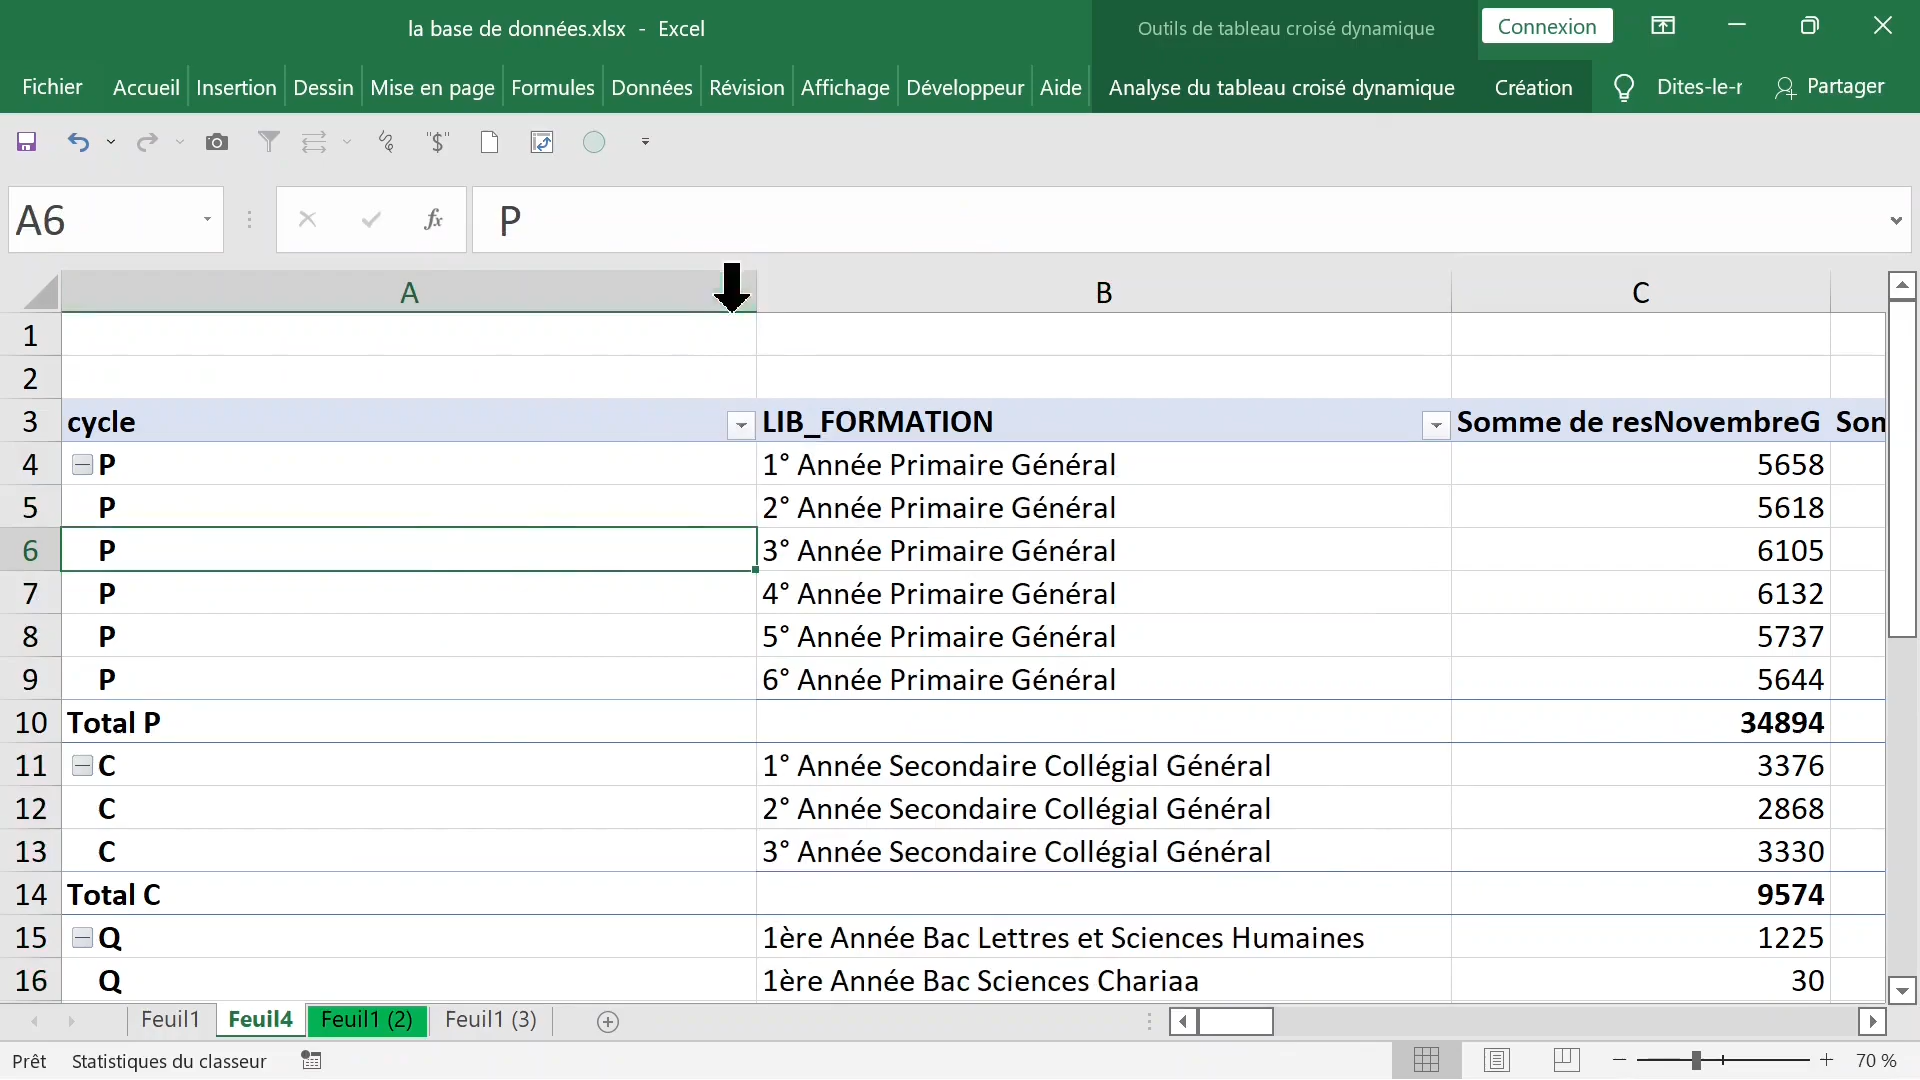 la base de données.xlsx - Excel
Outils de tableau croisé dynamique
Connexion
Fichier Accueil Insertion Dessin Mise en page Formules Données Révision Affichage Développeur Aide Analyse du tableau croisé dynamique Création Dites-le-r Partager
"$"
A6 fx P
A B C
1
2
3 cycle LIB_FORMATION Somme de resNovembreG Son
4 P 1° Année Primaire Général 5658
5 P 2° Année Primaire Général 5618
6 P 3° Année Primaire Général 6105
7 P 4° Année Primaire Général 6132
8 P 5° Année Primaire Général 5737
9 P 6° Année Primaire Général 5644
10 Total P 34894
11 C 1° Année Secondaire Collégial Général 3376
12 C 2° Année Secondaire Collégial Général 2868
13 C 3° Année Secondaire Collégial Général 3330
14 Total C 9574
15 Q 1ère Année Bac Lettres et Sciences Humaines 1225
16 Q 1ère Année Bac Sciences Chariaa 30
Feuil1 Feuil4 Feuil1 (2) Feuil1 (3)
Prêt Statistiques du classeur 70 %